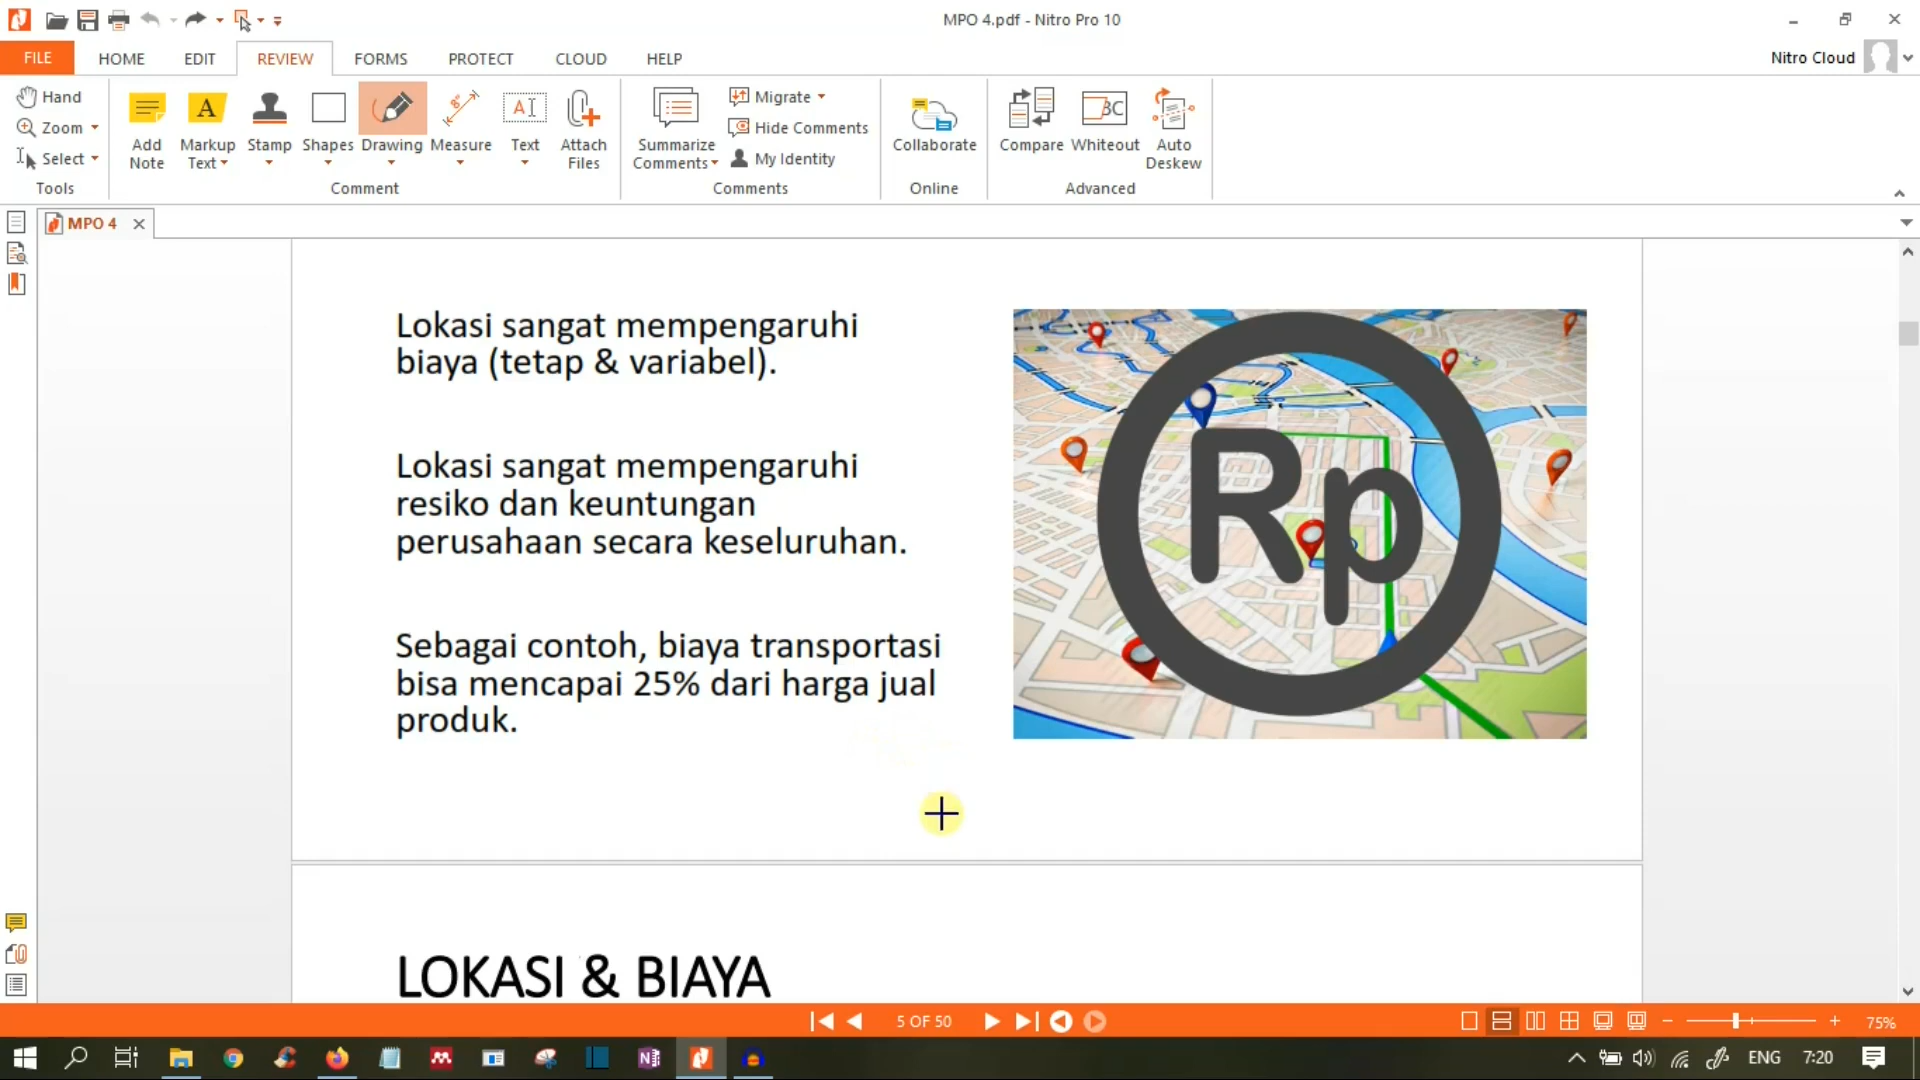 MPO 4.pdf - Nitro Pro 10
FILE HOME EDIT REVIEW FORMS PROTECT CLOUD HELP Nitro Cloud
Hand
Zoom
Select
Tools
Add Note
Markup Text
Stamp
Shapes
Drawing
Measure
Text
Attach Files
Comment
Summarize Comments
Migrate
Hide Comments
My Identity
Comments
Collaborate
Online
Compare
Whiteout
Auto Deskew
Advanced
MPO 4
Lokasi sangat mempengaruhi
biaya (tetap & variabel).
Lokasi sangat mempengaruhi
resiko dan keuntungan
perusahaan secara keseluruhan.
Sebagai contoh, biaya transportasi
bisa mencapai 25% dari harga jual
produk.
Rp
LOKASI & BIAYA
5 OF 50
75%
ENG 7:20